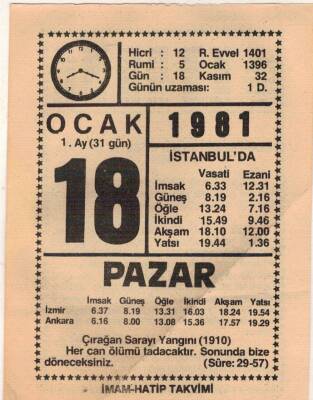 Hicri : 12 R. Evvel 1401
Rumi : 5 Ocak 1396
Gün : 18 Kasım 32
Günün uzaması: 1 D.
OCAK 1981
1. Ay (31 gün)
18
İSTANBUL'DA
Vasati Ezani
İmsak 6.33 12.31
Güneş 8.19 2.16
Öğle 13.24 7.16
İkindi 15.49 9.46
Akşam 18.10 12.00
Yatsı 19.44 1.36
PAZAR
İmsak Güneş Öğle İkindi Akşam Yatsı
İzmir 6.37 8.19 13.31 16.03 18.24 19.54
Ankara 6.16 8.00 13.08 15.36 17.57 19.29
Çırağan Sarayı Yangını (1910)
Her can ölümü tadacaktır. Sonunda bize
döneceksiniz. (Sûre: 29-57)
İMAM-HATİP TAKVİMİ